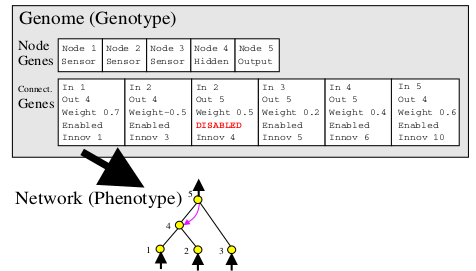 Genome (Genotype)
Node Genes
Node 1 Sensor
Node 2 Sensor
Node 3 Sensor
Node 4 Hidden
Node 5 Output
Connect. Genes
In 1
Out 4
Weight 0.7
Enabled
Innov 1
In 2
Out 4
Weight-0.5
Enabled
Innov 3
In 2
Out 5
Weight 0.5
DISABLED
Innov 4
In 3
Out 5
Weight 0.2
Enabled
Innov 5
In 4
Out 5
Weight 0.4
Enabled
Innov 6
In 5
Out 4
Weight 0.6
Enabled
Innov 10
Network (Phenotype)
5
4
1
2
3